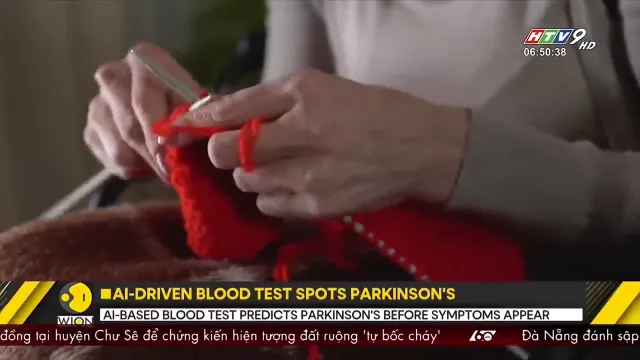 HTV9 HD
06:50:38
AI-DRIVEN BLOOD TEST SPOTS PARKINSON'S
WION
AI-BASED BLOOD TEST PREDICTS PARKINSON'S BEFORE SYMPTOMS APPEAR
đồng tại huyện Chư Sê để chứng kiến hiện tượng đất ruộng 'tự bốc cháy' 60 Đà Nẵng đánh sập